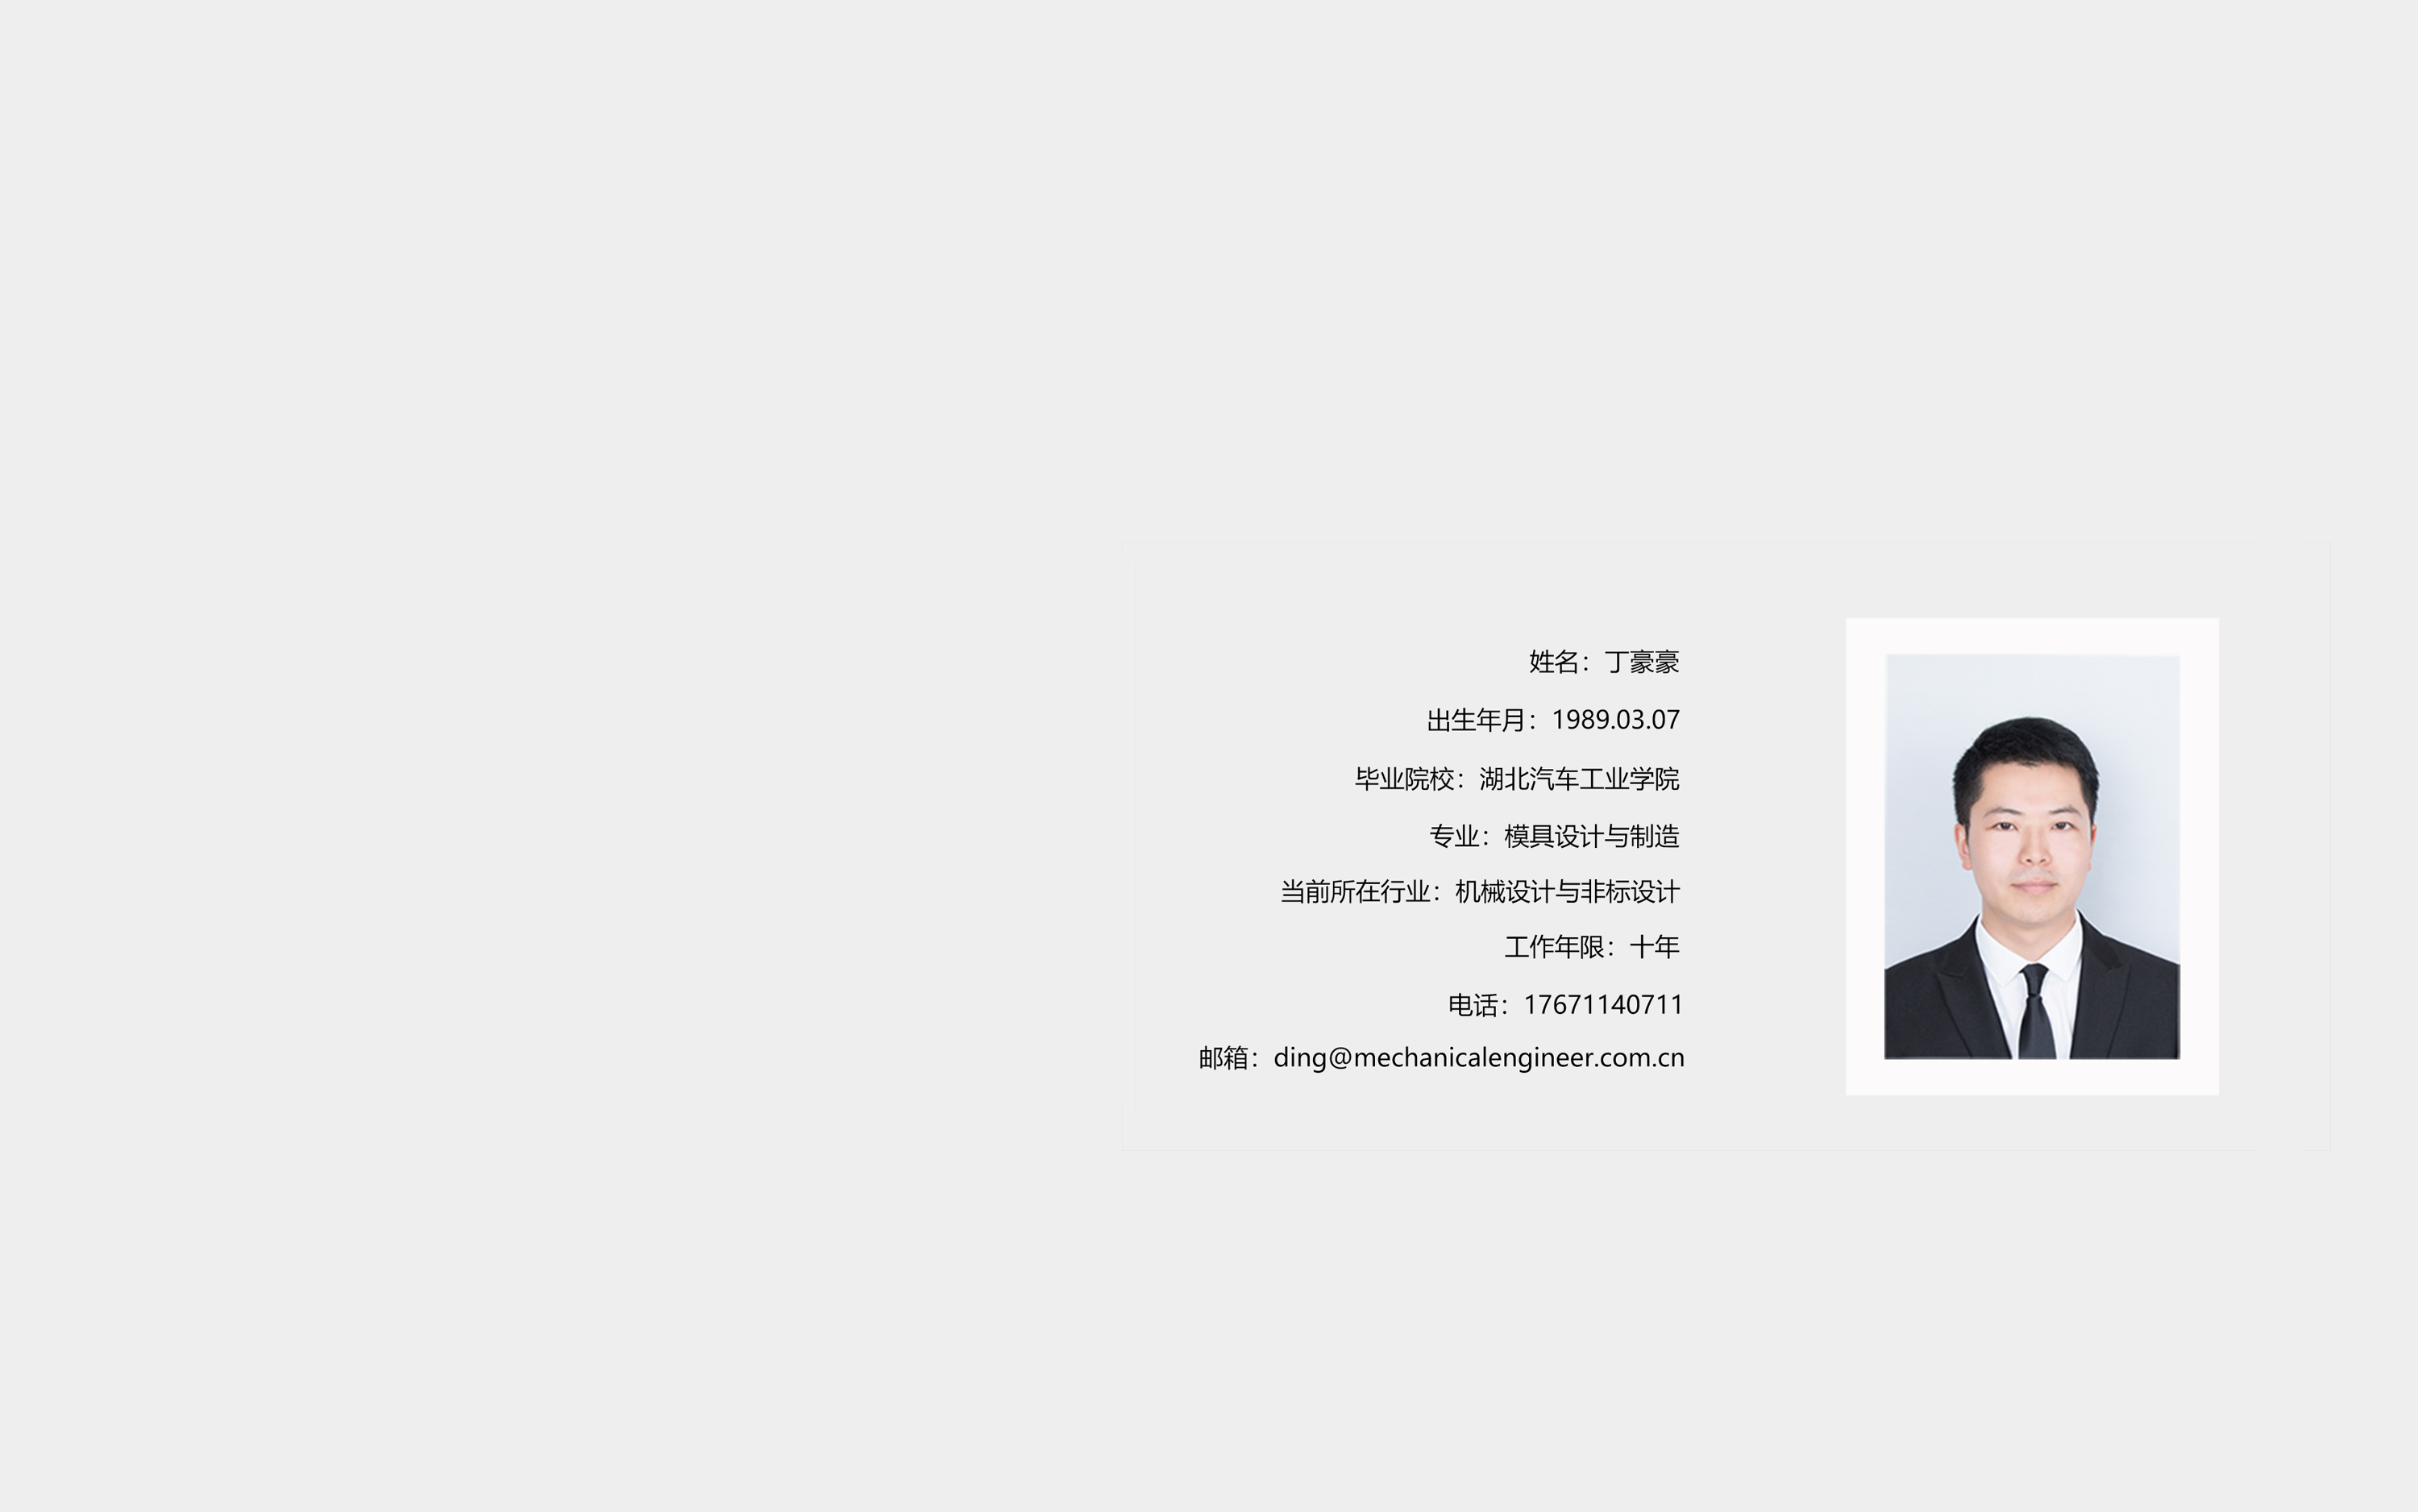 姓名：丁豪豪
出生年月：1989.03.07
毕业院校：湖北汽车工业学院
专业：模具设计与制造
当前所在行业：机械设计与非标设计
工作年限：十年
电话：17671140711
邮箱：ding@mechanicalengineer.com.cn